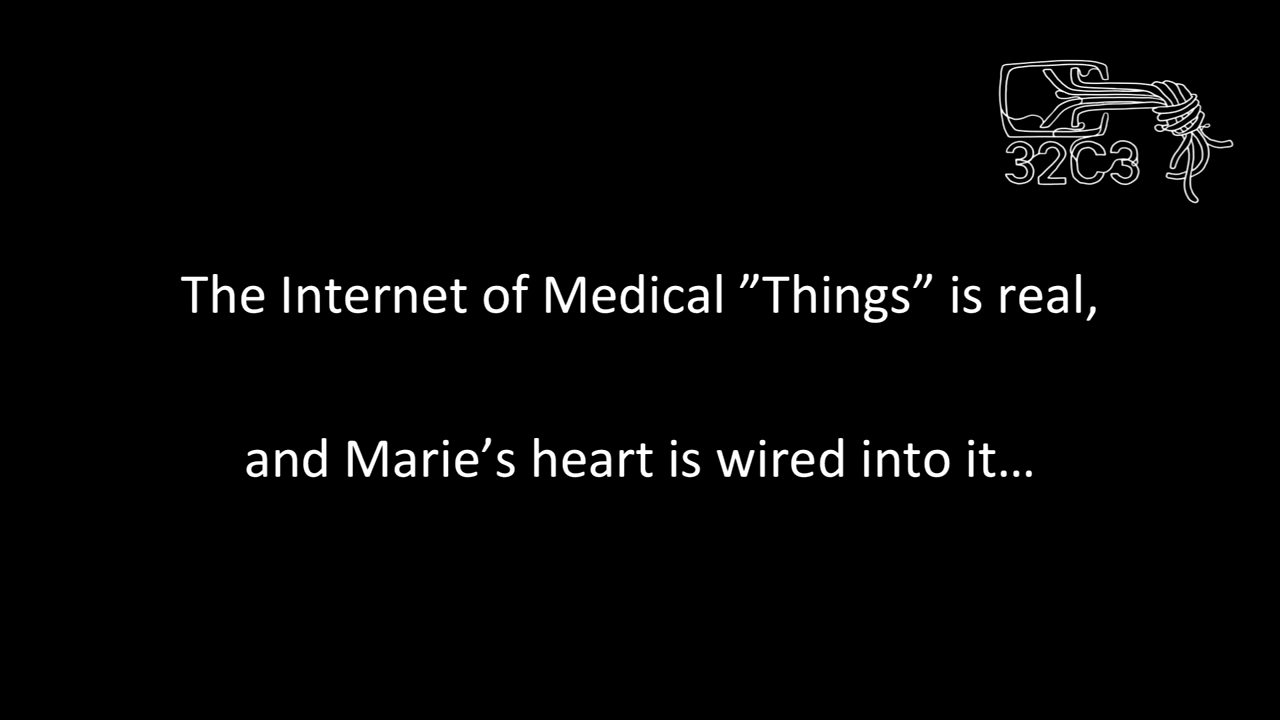 32C3
The Internet of Medical ”Things” is real,
and Marie’s heart is wired into it…